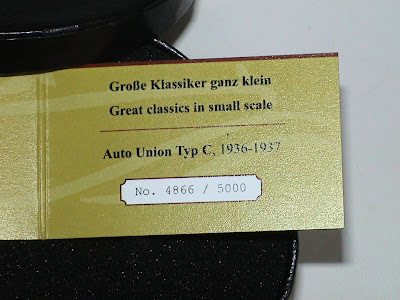 Große Klassiker ganz klein
Great classics in small scale
Auto Union Typ C, 1936-1937
No. 4866 / 5000